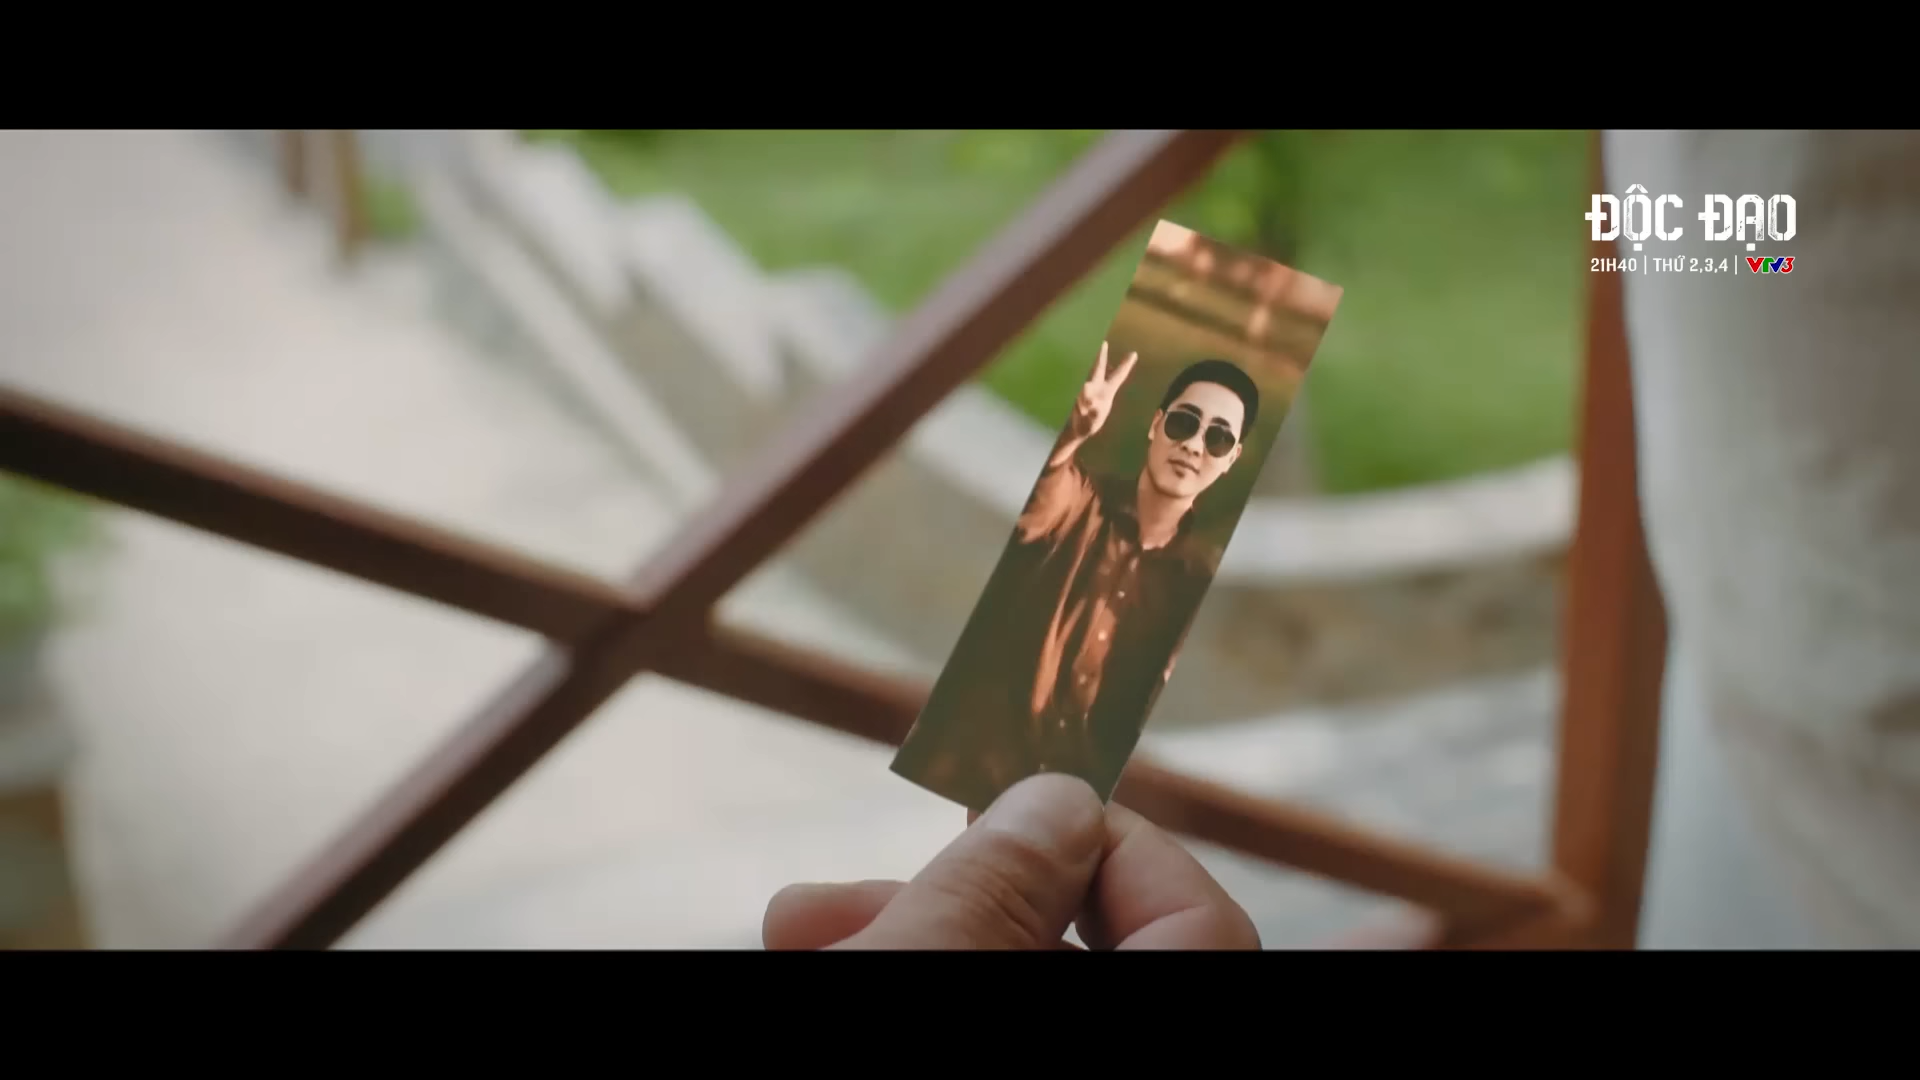 ĐỘC ĐẠO
21H40 | THỨ 2,3,4 | VTV3